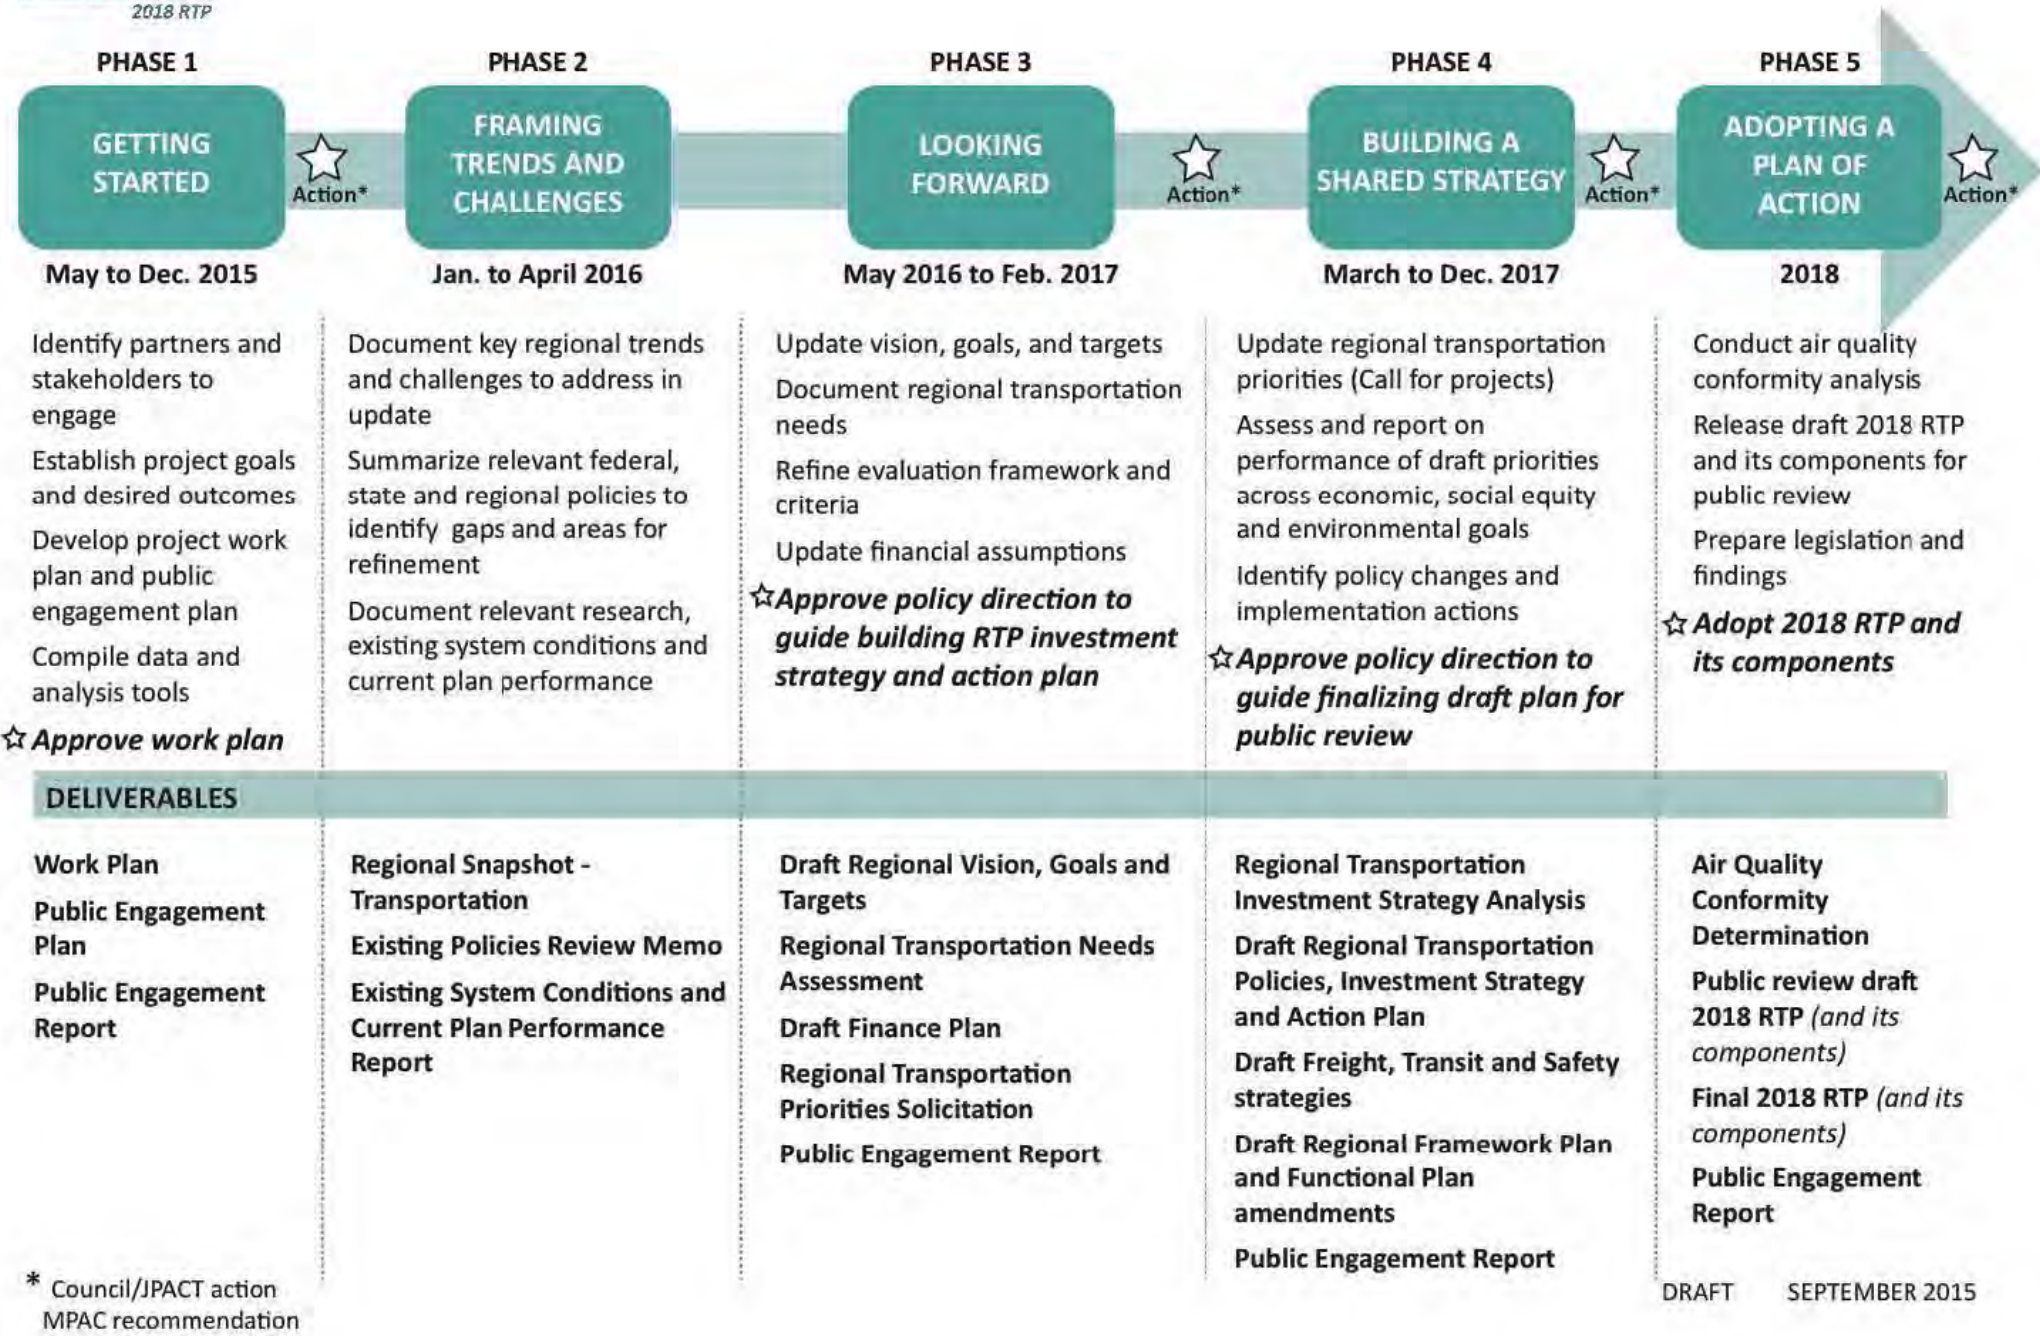 2018 RTP
PHASE 1
PHASE 2
PHASE 3
PHASE 4
PHASE 5
GETTING
STARTED
Action*
FRAMING
TRENDS AND
CHALLENGES
LOOKING
FORWARD
Action*
BUILDING A
SHARED STRATEGY
Action*
ADOPTING A
PLAN OF
ACTION
Action*
May to Dec. 2015
Jan. to April 2016
May 2016 to Feb. 2017
March to Dec. 2017
2018
Identify partners and
stakeholders to
engage
Establish project goals
and desired outcomes
Develop project work
plan and public
engagement plan
Compile data and
analysis tools
Approve work plan
Document key regional trends
and challenges to address in
update
Summarize relevant federal,
state and regional policies to
identify gaps and areas for
refinement
Document relevant research,
existing system conditions and
current plan performance
Update vision, goals, and targets
Document regional transportation
needs
Refine evaluation framework and
criteria
Update financial assumptions
Approve policy direction to
guide building RTP investment
strategy and action plan
Update regional transportation
priorities (Call for projects)
Assess and report on
performance of draft priorities
across economic, social equity
and environmental goals
Identify policy changes and
implementation actions
Approve policy direction to
guide finalizing draft plan for
public review
Conduct air quality
conformity analysis
Release draft 2018 RTP
and its components for
public review
Prepare legislation and
findings
Adopt 2018 RTP and
its components
DELIVERABLES
Work Plan
Public Engagement
Plan
Public Engagement
Report
Regional Snapshot -
Transportation
Existing Policies Review Memo
Existing System Conditions and
Current Plan Performance
Report
Draft Regional Vision, Goals and
Targets
Regional Transportation Needs
Assessment
Draft Finance Plan
Regional Transportation
Priorities Solicitation
Public Engagement Report
Regional Transportation
Investment Strategy Analysis
Draft Regional Transportation
Policies, Investment Strategy
and Action Plan
Draft Freight, Transit and Safety
strategies
Draft Regional Framework Plan
and Functional Plan
amendments
Public Engagement Report
Air Quality
Conformity
Determination
Public review draft
2018 RTP (and its
components)
Final 2018 RTP (and its
components)
Public Engagement
Report
* Council/JPACT action
MPAC recommendation
DRAFT SEPTEMBER 2015